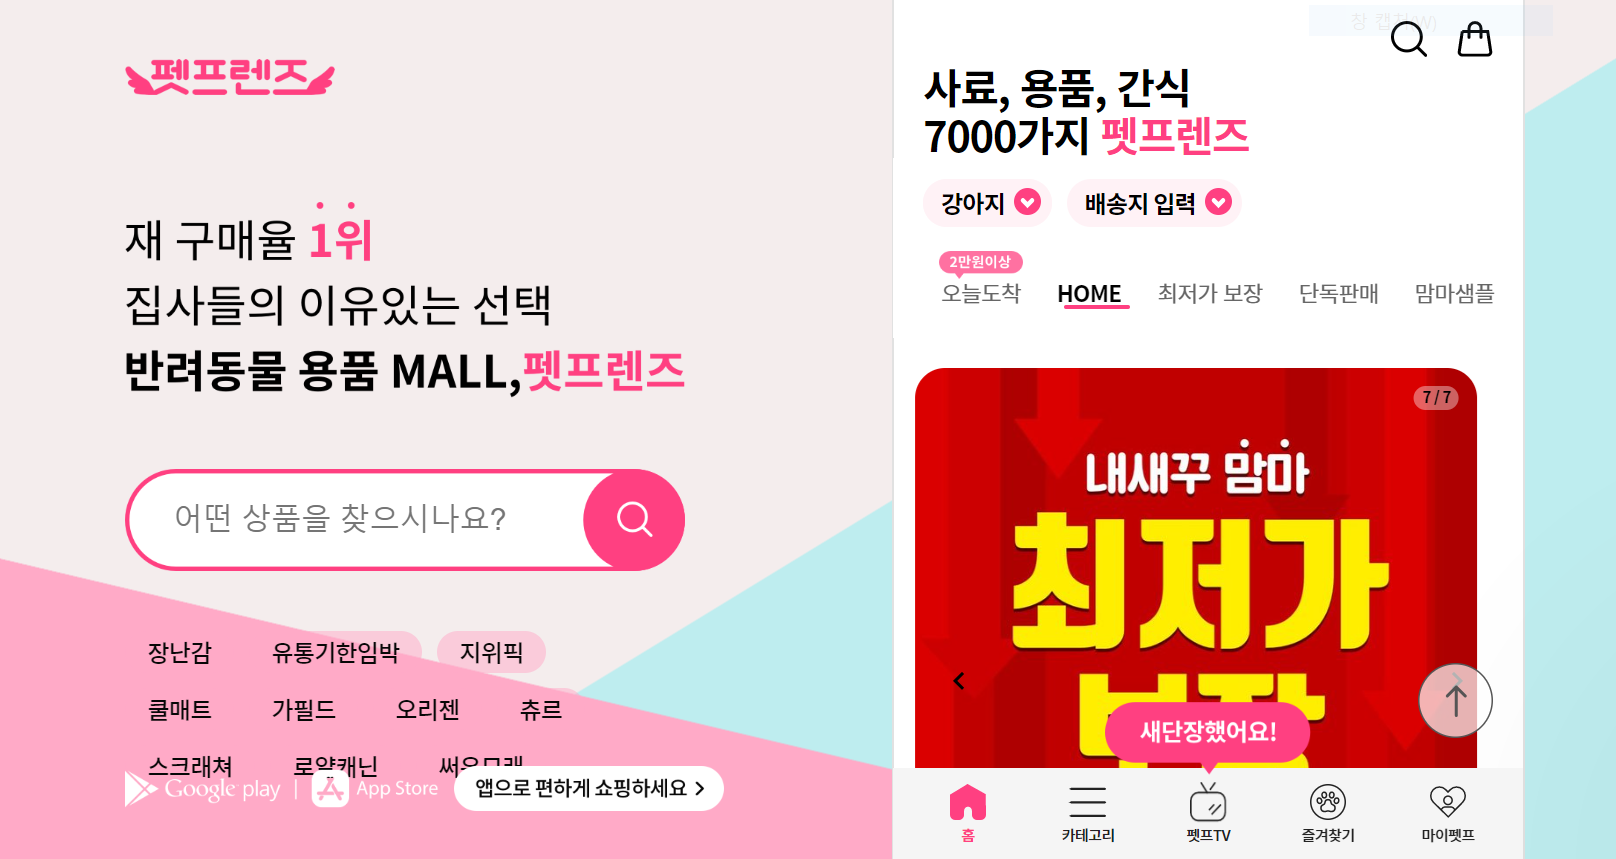 펫프렌즈
재 구매율 1위
집사들의 이유있는 선택
반려동물 용품 MALL,펫프렌즈
어떤 상품을 찾으시나요?
장난감 유통기한임박 지위픽
쿨매트 가필드 오리젠 츄르
스크래쳐 로얄캐닌
Google play | App Store 앱으로 편하게 쇼핑하세요
창 캡처(W)
사료, 용품, 간식
7000가지 펫프렌즈
강아지 배송지 입력
2만원이상
오늘도착 HOME 최저가 보장 단독판매 맘마샘플
7 / 7
내새꾸 맘마
최저가
보장
새단장했어요!
홈 카테고리 펫프TV 즐겨찾기 마이펫프